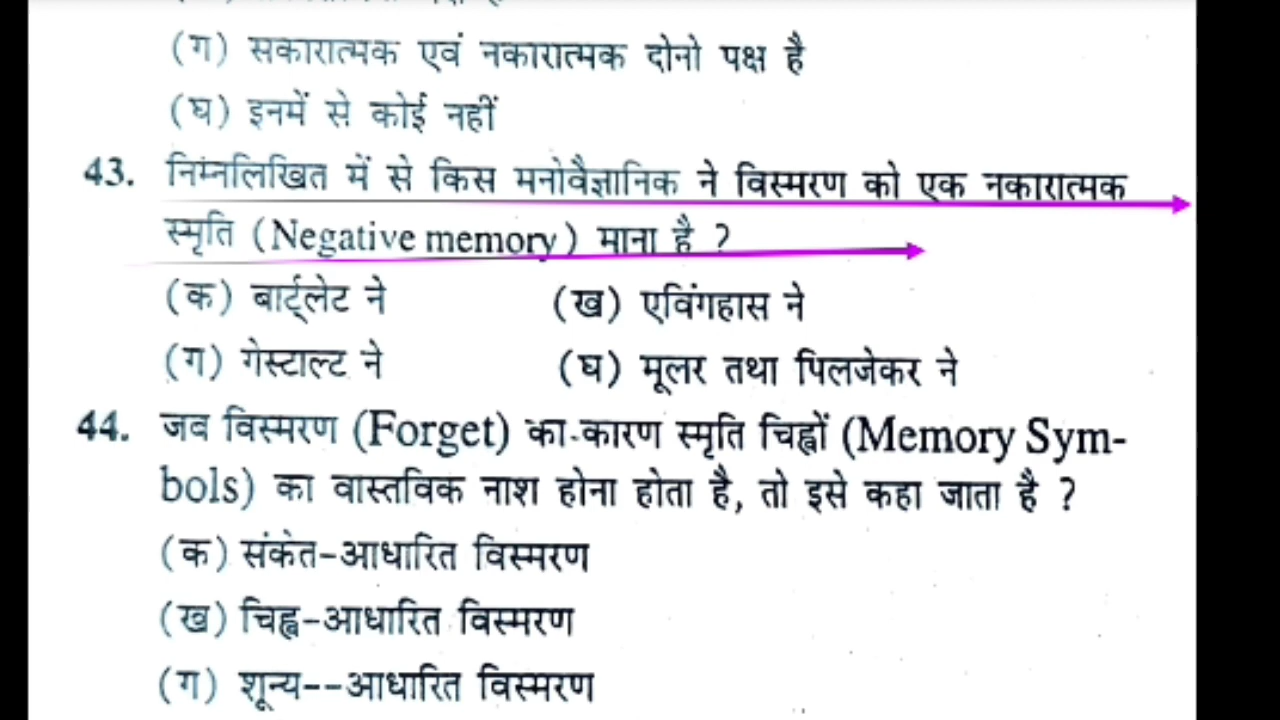 (ग) सकारात्मक एवं नकारात्मक दोनो पक्ष है
(घ) इनमें से कोई नहीं
43. निम्नलिखित में से किस मनोवैज्ञानिक ने विस्मरण को एक नकारात्मक
स्मृति (Negative memory) माना है ?
(क) बार्ट्लेट ने (ख) एविंगहास ने
(ग) गेस्टाल्ट ने (घ) मूलर तथा पिलजेकर ने
44. जब विस्मरण (Forget) का कारण स्मृति चिह्नों (Memory Sym-
bols) का वास्तविक नाश होना होता है, तो इसे कहा जाता है ?
(क) संकेत-आधारित विस्मरण
(ख) चिह्न-आधारित विस्मरण
(ग) शून्य--आधारित विस्मरण